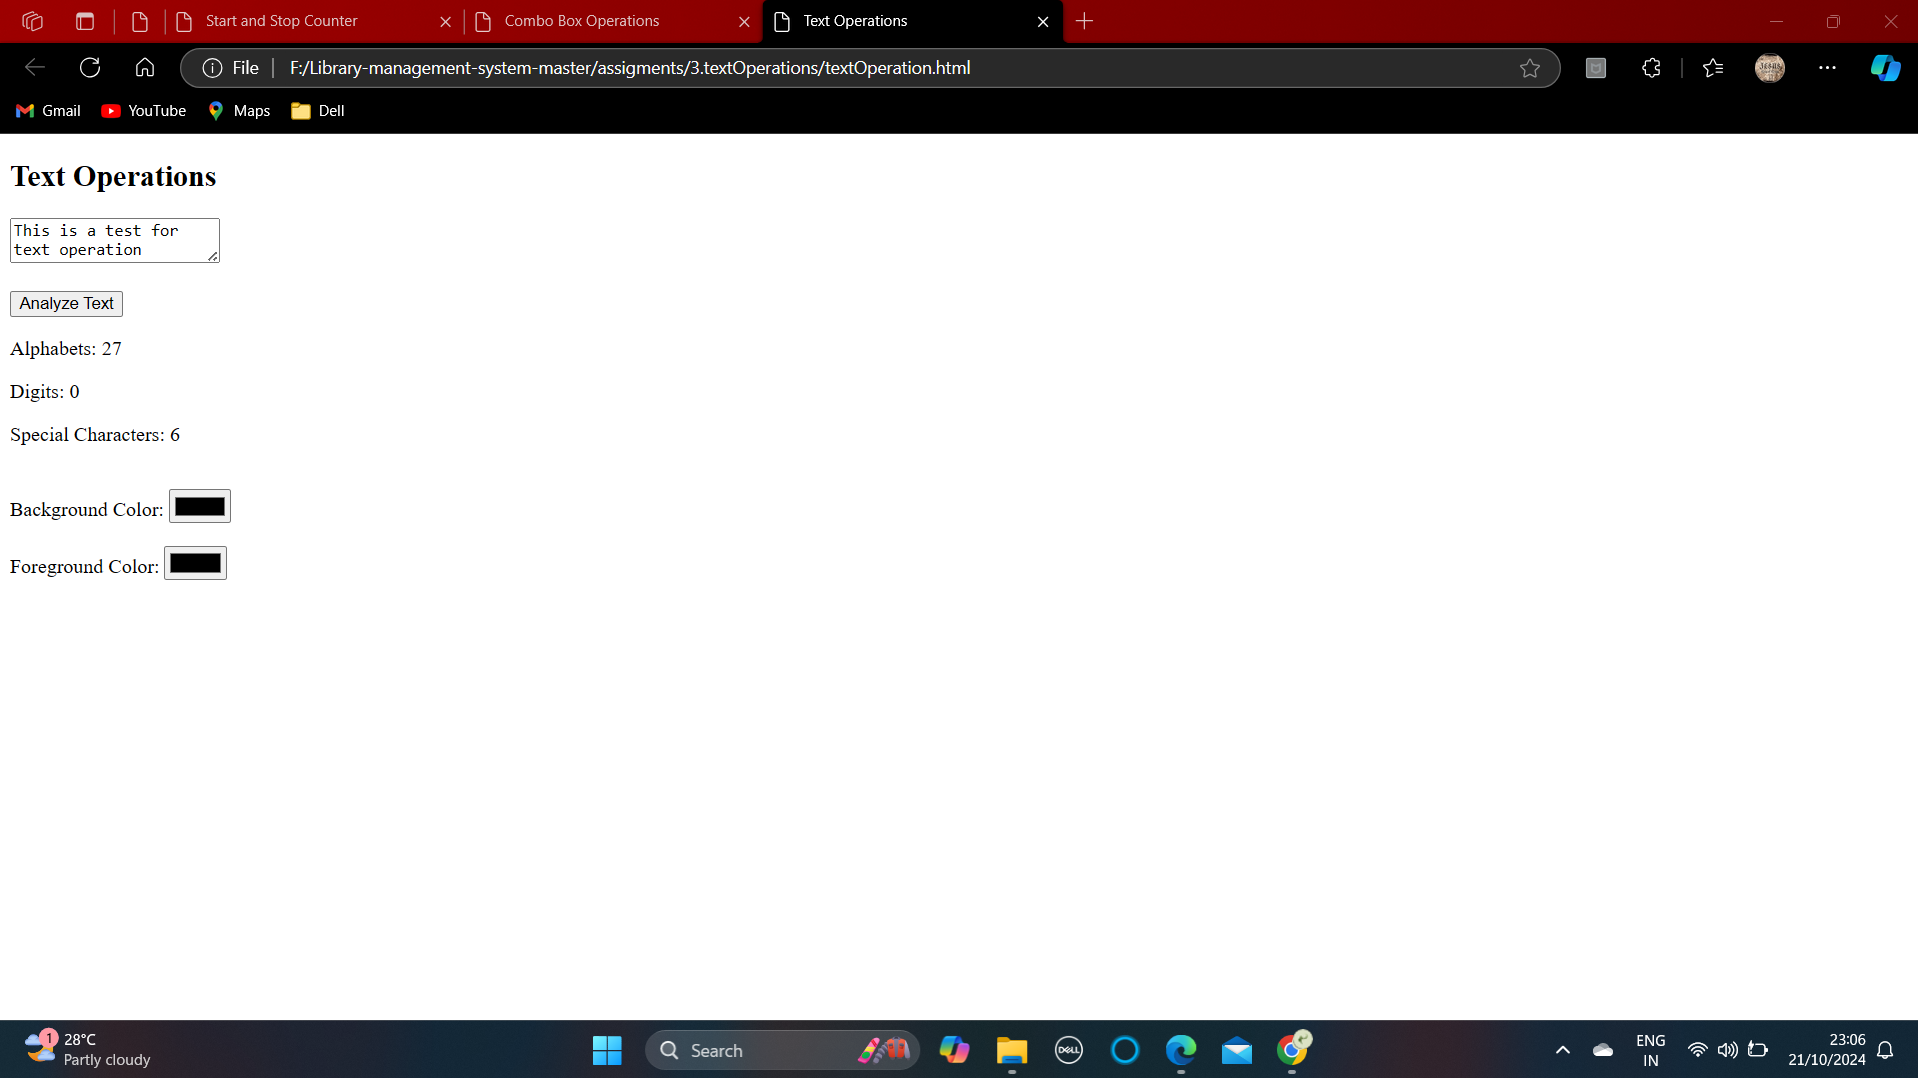 Start and Stop Counter
Combo Box Operations
Text Operations
File
F:/Library-management-system-master/assigments/3.textOperations/textOperation.html
Gmail
YouTube
Maps
Dell
Text Operations
This is a test for
text operation
Analyze Text
Alphabets: 27
Digits: 0
Special Characters: 6
Background Color:
Foreground Color:
1
28°C
Partly cloudy
Search
DELL
ENG
IN
23:06
21/10/2024